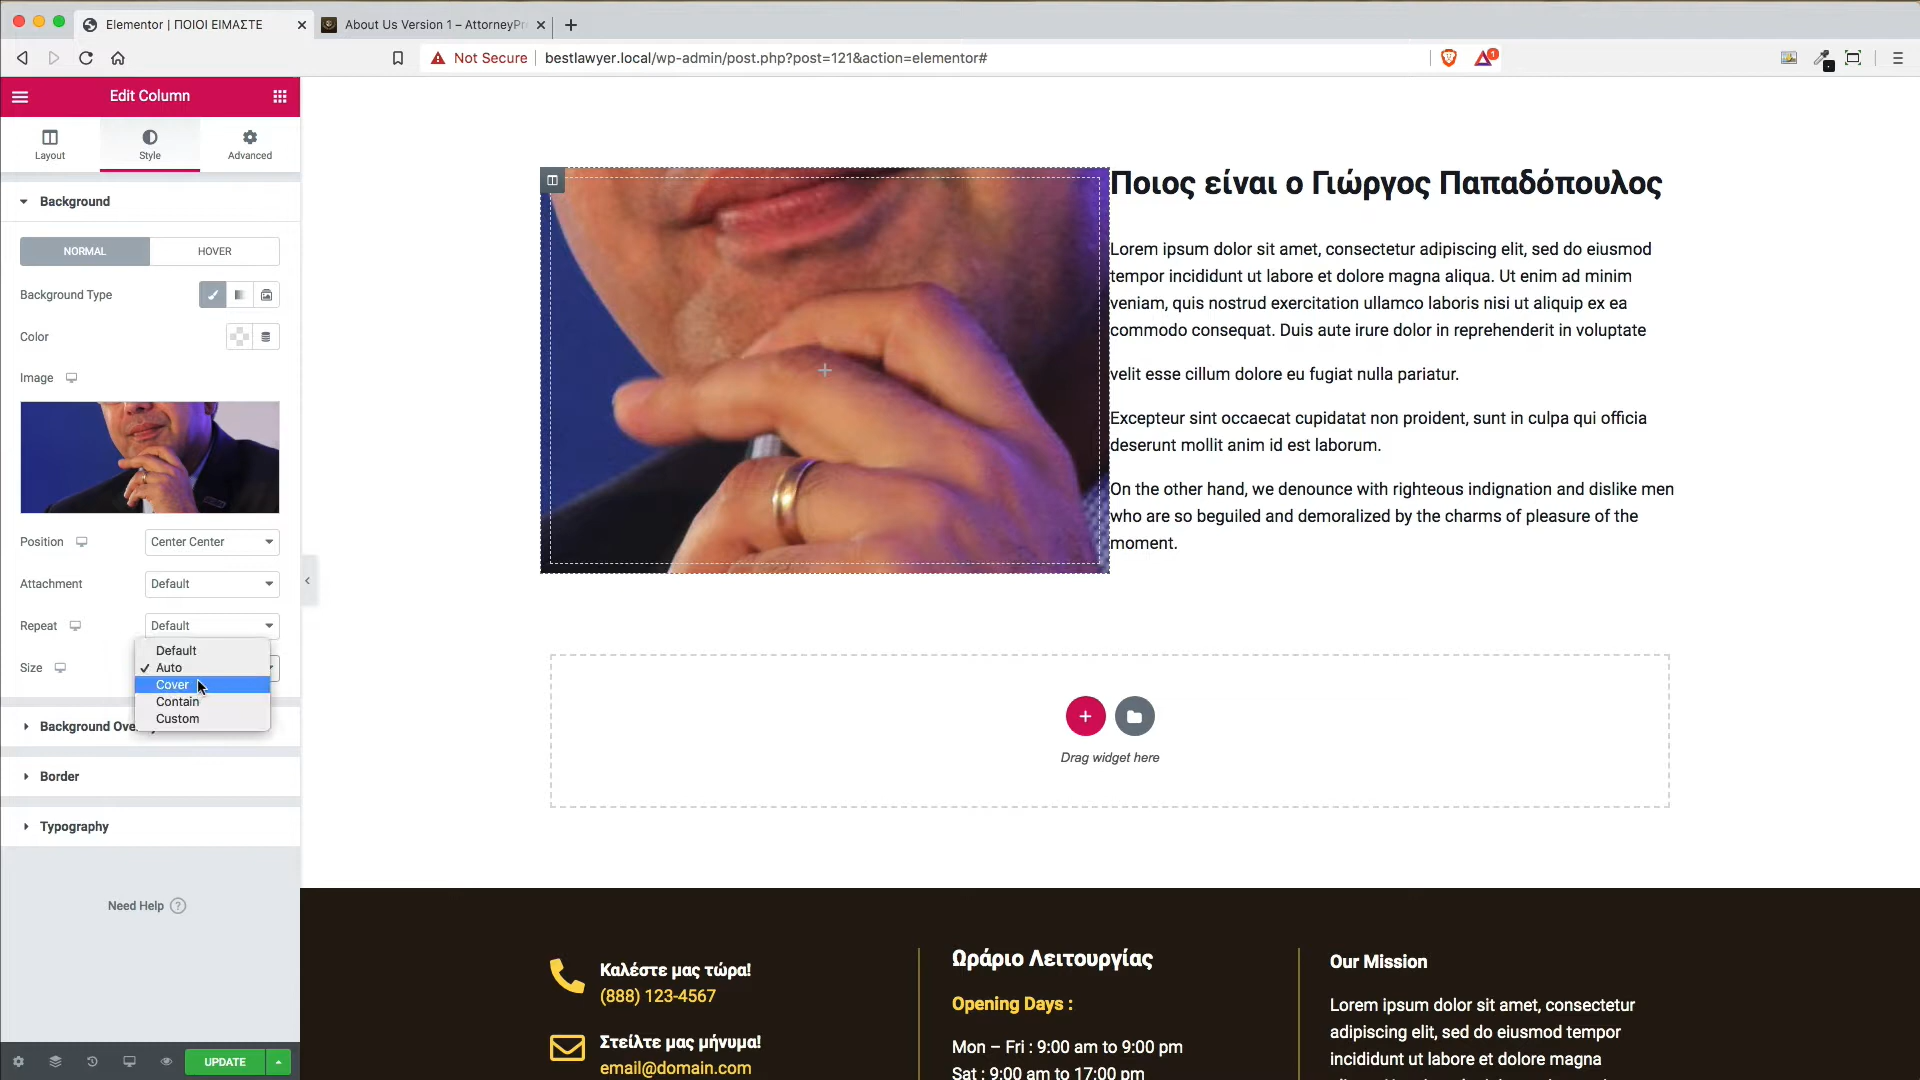 Elementor | ΠΟΙΟΙ ΕΙΜΑΣΤΕ
About Us Version 1 – AttorneyPr
Not Secure
bestlawyer.local/wp-admin/post.php?post=121&action=elementor#
1
Edit Column
Layout
Style
Advanced
Background
NORMAL
HOVER
Background Type
Color
Image
Position
Center Center
Attachment
Default
Repeat
Default
Size
Default
Auto
Cover
Contain
Custom
Background Ove
Border
Typography
Need Help ?
UPDATE
Ποιος είναι ο Γιώργος Παπαδόπουλος
Lorem ipsum dolor sit amet, consectetur adipiscing elit, sed do eiusmod
tempor incididunt ut labore et dolore magna aliqua. Ut enim ad minim
veniam, quis nostrud exercitation ullamco laboris nisi ut aliquip ex ea
commodo consequat. Duis aute irure dolor in reprehenderit in voluptate
velit esse cillum dolore eu fugiat nulla pariatur.
Excepteur sint occaecat cupidatat non proident, sunt in culpa qui officia
deserunt mollit anim id est laborum.
On the other hand, we denounce with righteous indignation and dislike men
who are so beguiled and demoralized by the charms of pleasure of the
moment.
Drag widget here
Καλέστε μας τώρα!
(888) 123-4567
Στείλτε μας μήνυμα!
email@domain.com
Ωράριο Λειτουργίας
Opening Days :
Mon – Fri : 9:00 am to 9:00 pm
Sat : 9:00 am to 17:00 pm
Our Mission
Lorem ipsum dolor sit amet, consectetur
adipiscing elit, sed do eiusmod tempor
incididunt ut labore et dolore magna